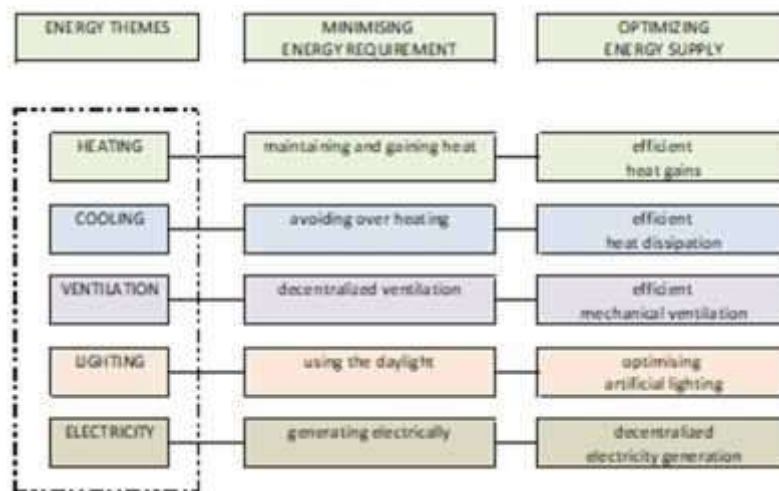 ENERGY THEMES
MINIMISING
ENERGY REQUIREMENT
OPTIMIZING
ENERGY SUPPLY
HEATING
maintaining and gaining heat
efficient
heat gains
COOLING
avoiding over heating
efficient
heat dissipation
VENTILATION
decentralized ventilation
efficient
mechanical ventilation
LIGHTING
using the daylight
optimising
artificial lighting
ELECTRICITY
generating electrically
decentralized
electricity generation